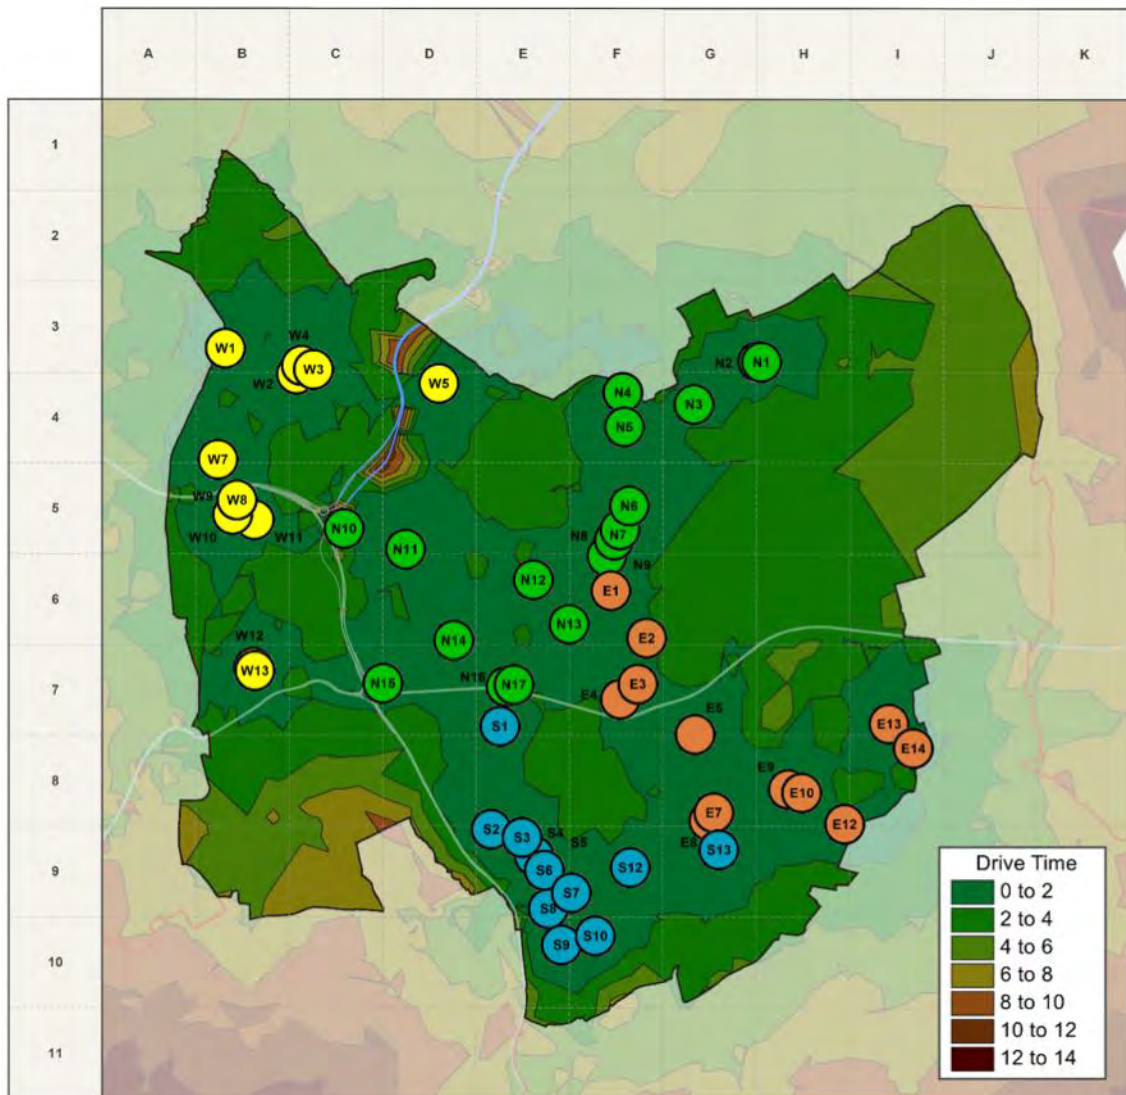 A B C D E F G H I J K
1
2
3
W4
W1
W3
W2
N2 N1
W5
N4
N3
4
N5
W7
W9 W8
N6
5
W10 W11
N10
N8 N7
N11
N9
N12
E1
6
N13
W12
N14
E2
W13
N15
7
N16 N17
E4 E3
S1
E5
E13
E14
E9
8
E10
E7
E8
E12
S2 S3 S4
S5
S13
S6
S12
9
S7
S8
S9 S10
10
11
Drive Time
0 to 2
2 to 4
4 to 6
6 to 8
8 to 10
10 to 12
12 to 14